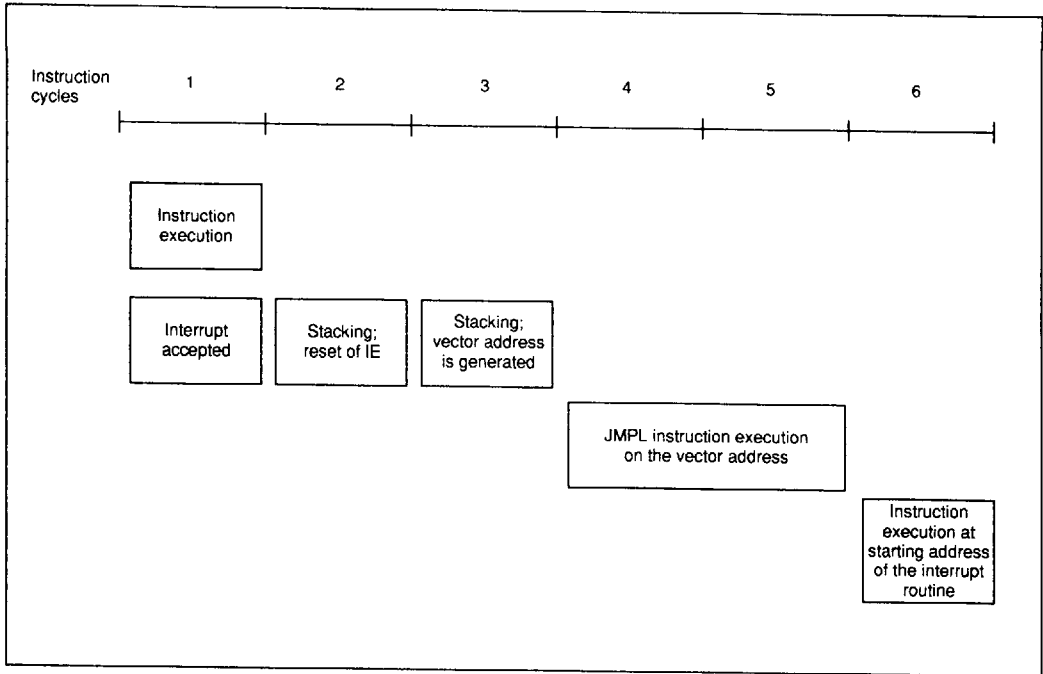 Instruction
cycles
1 2 3 4 5 6
Instruction
execution
Interrupt
accepted
Stacking;
reset of IE
Stacking;
vector address
is generated
JMPL instruction execution
on the vector address
Instruction
execution at
starting address
of the interrupt
routine